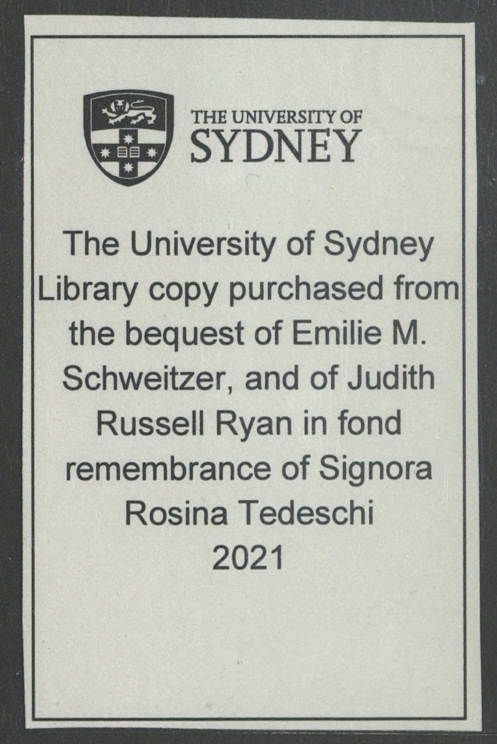 THE UNIVERSITY OF
SYDNEY
The University of Sydney
Library copy purchased from
the bequest of Emilie M.
Schweitzer, and of Judith
Russell Ryan in fond
remembrance of Signora
Rosina Tedeschi
2021